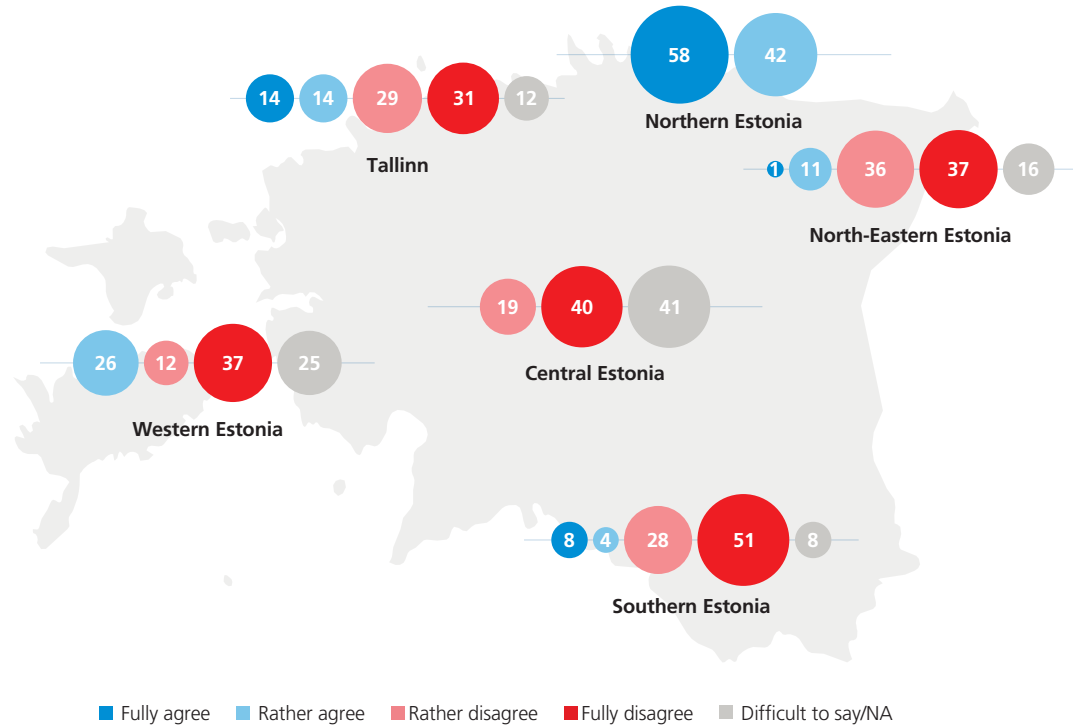 58 42
Northern Estonia
14 14 29 31 12
Tallinn
1 11 36 37 16
North-Eastern Estonia
19 40 41
Central Estonia
26 12 37 25
Western Estonia
8 4 28 51 8
Southern Estonia
Fully agree Rather agree Rather disagree Fully disagree Difficult to say/NA